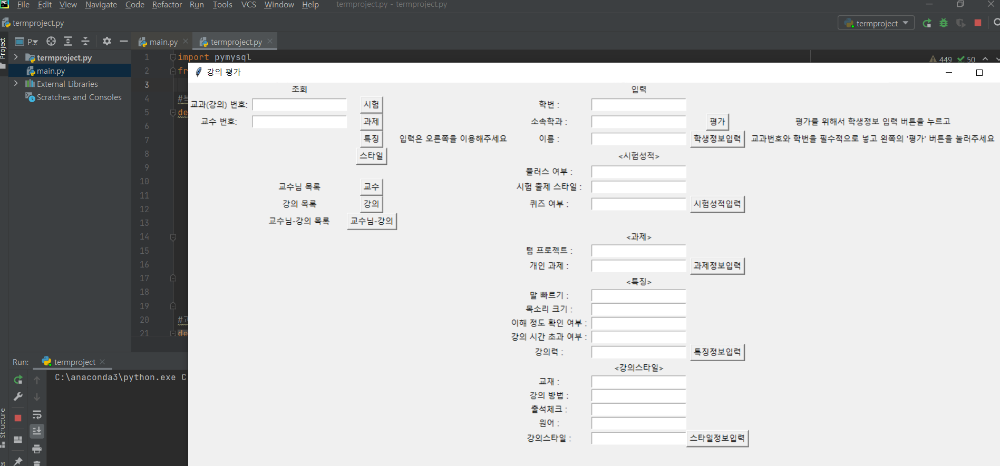 PC File Edit View Navigate Code Refactor Run Tools VCS Window Help termproject.py - termproject.py
termproject.py termproject
Project P... main.py termproject.py
termproject.py
main.py
External Libraries
Scratches and Consoles
1 import pymysql
2 fr
3
4
5 de
6
7
8
9
10
11
12
13
14
15
16
17
18
19
20
21 de
449 50
강의 평가
조회
교과(강의) 번호: 시험
교수 번호: 과제
특징 입력은 오른쪽을 이용해주세요
스타일
교수님 목록 교수
강의 목록 강의
교수님-강의 목록 교수님-강의
입력
학번 :
소속학과 : 평가 평가를 위해서 학생정보 입력 버튼을 누르고
이름 : 학생정보입력 교과번호와 학번을 필수적으로 넣고 왼쪽의 '평가' 버튼을 눌러주세요
<시험성적>
플러스 여부 :
시험 출제 스타일 :
퀴즈 여부 : 시험성적입력
<과제>
텀 프로젝트 :
개인 과제 : 과제정보입력
<특징>
말 빠르기 :
목소리 크기 :
이해 정도 확인 여부 :
강의 시간 초과 여부 :
강의력 : 특징정보입력
<강의스타일>
교재 :
강의 방법 :
출석체크 :
원어 :
강의스타일 : 스타일정보입력
Run: termproject
C:\anaconda3\python.exe C
Structure